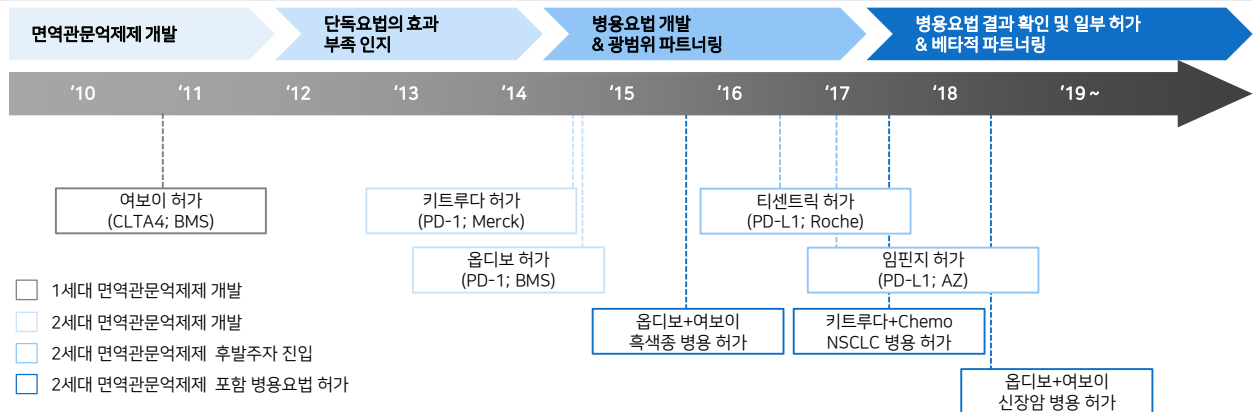 면역관문억제제 개발
단독요법의 효과
부족 인지
병용요법 개발
& 광범위 파트너링
병용요법 결과 확인 및 일부 허가
& 베타적 파트너링
‘10
‘11
‘12
‘13
‘14
‘15
‘16
‘17
‘18
‘19 ~
여보이 허가
(CLTA4; BMS)
키트루다 허가
(PD-1; Merck)
티센트릭 허가
(PD-L1; Roche)
옵디보 허가
(PD-1; BMS)
임핀지 허가
(PD-L1; AZ)
옵디보+여보이
흑색종 병용 허가
키트루다+Chemo
NSCLC 병용 허가
옵디보+여보이
신장암 병용 허가
1세대 면역관문억제제 개발
2세대 면역관문억제제 개발
2세대 면역관문억제제 후발주자 진입
2세대 면역관문억제제 포함 병용요법 허가